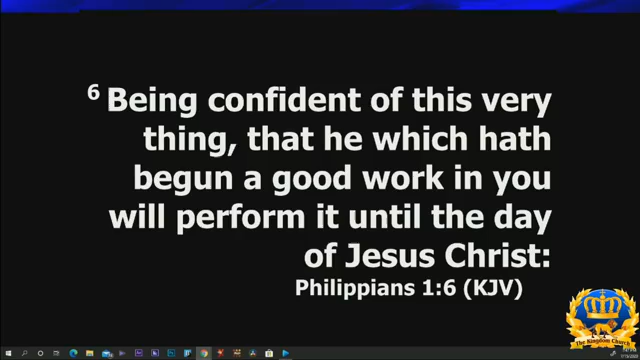 6 Being confident of this very
thing, that he which hath
begun a good work in you
will perform it until the day
of Jesus Christ:
Philippians 1:6 (KJV)
The Kingdom Church